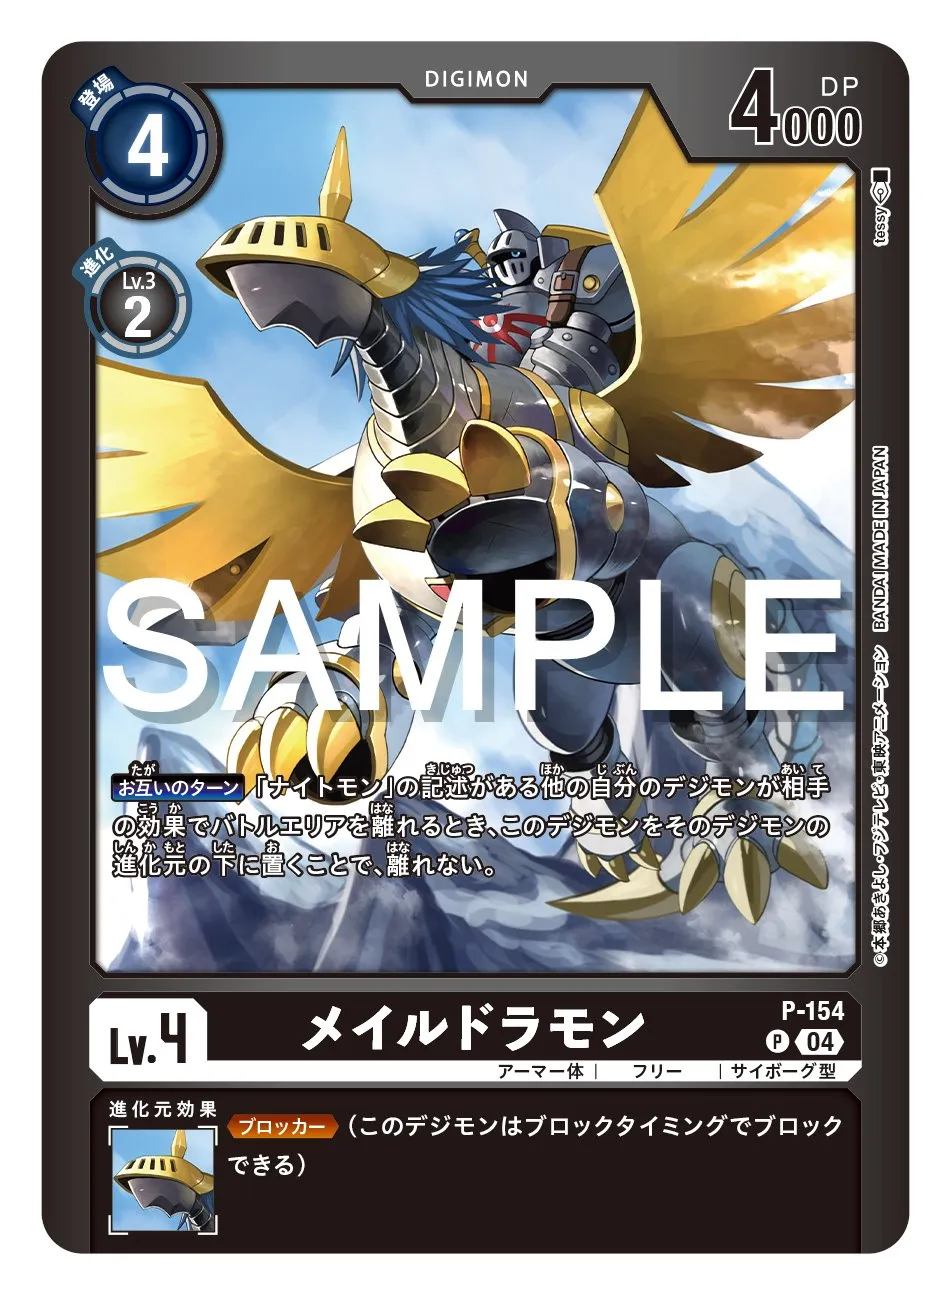 DIGIMON
登場
4
4000
DP
進化
Lv.3
2
tessy
BANDAI MADE IN JAPAN
©本郷あきよし・フジテレビ・東映アニメーション
SAMPLE
お互いのターン 「ナイトモン」の記述がある他の自分のデジモンが相手
の効果でバトルエリアを離れるとき、このデジモンをそのデジモンの
進化元の下に置くことで、離れない。
Lv.4
メイルドラモン
P-154
P 04
アーマー体 | フリー | サイボーグ型
進化元効果
ブロッカー (このデジモンはブロックタイミングでブロック
できる)